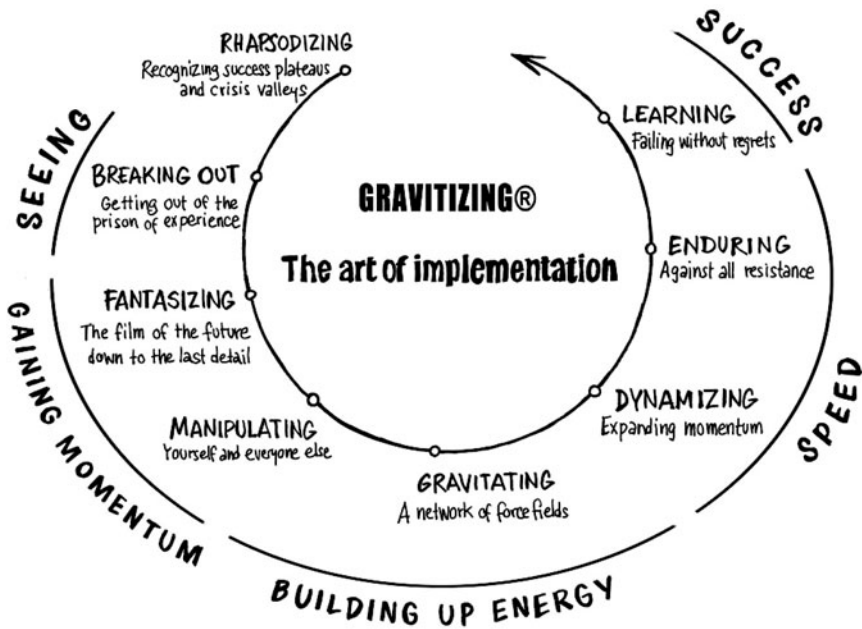 RHAPSODIZING
Recognizing success plateaus
and crisis valleys
BREAKING OUT
Getting out of the
prison of experience
FANTASIZING
The film of the future
down to the last detail
MANIPULATING
Yourself and everyone else
GRAVITATING
A network of force fields
DYNAMIZING
Expanding momentum
ENDURING
Against all resistance
LEARNING
Failing without regrets
GRAVITIZING®
The art of implementation
SEEING
GAINING MOMENTUM
BUILDING UP ENERGY
SPEED
SUCCESS